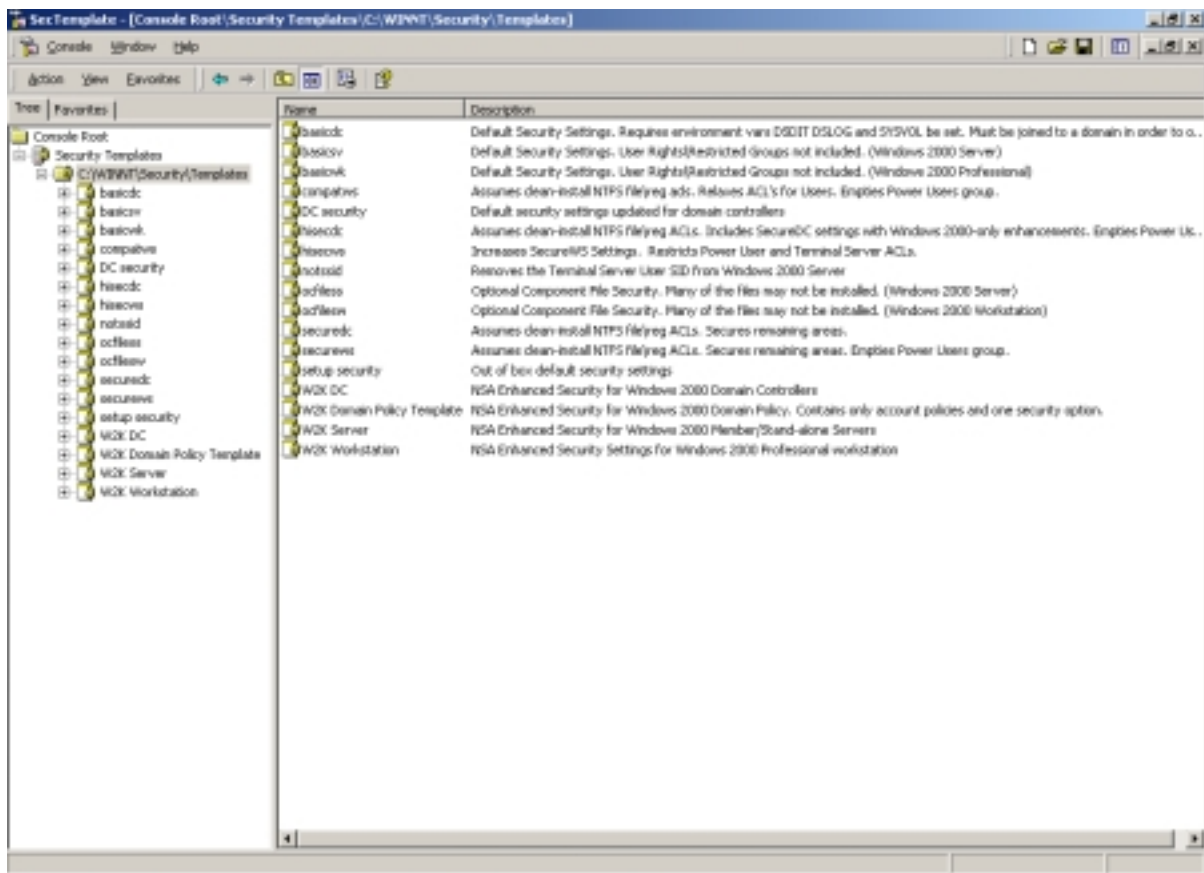 SecTemplate - [Console Root\Security Templates\C:\WINNT\Security\Templates]
Console Window Help
Action View Favorites
Tree Favorites
Console Root
Security Templates
C:\WINNT\Security\Templates
basicdc
basicsv
basicwk
compatws
DC security
hisecdc
hisecws
notssid
ocfiless
ocfilesw
securedc
securews
setup security
W2K DC
W2K Domain Policy Template
W2K Server
W2K Workstation
Name Description
basicdc Default Security Settings. Requires environment vars DSDIT DSLOG and SYSVOL be set. Must be joined to a domain in order to o...
basicsv Default Security Settings. User Rights\Restricted Groups not included. (Windows 2000 Server)
basicwk Default Security Settings. User Rights\Restricted Groups not included. (Windows 2000 Professional)
compatws Assumes clean-install NTFS file\reg acls. Relaxes ACL's for Users. Empties Power Users group.
DC security Default security settings updated for domain controllers
hisecdc Assumes clean-install NTFS file\reg ACLs. Includes SecureDC settings with Windows 2000-only enhancements. Empties Power Us...
hisecws Increases SecureWS Settings. Restricts Power User and Terminal Server ACLs.
notssid Removes the Terminal Server User SID from Windows 2000 Server
ocfiless Optional Component File Security. Many of the files may not be installed. (Windows 2000 Server)
ocfilesw Optional Component File Security. Many of the files may not be installed. (Windows 2000 Workstation)
securedc Assumes clean-install NTFS file\reg ACLs. Secures remaining areas.
securews Assumes clean-install NTFS file\reg ACLs. Secures remaining areas. Empties Power Users group.
setup security Out of box default security settings
W2K DC NSA Enhanced Security for Windows 2000 Domain Controllers
W2K Domain Policy Template NSA Enhanced Security for Windows 2000 Domain Policy. Contains only account policies and one security option.
W2K Server NSA Enhanced Security for Windows 2000 Member/Stand-alone Servers
W2K Workstation NSA Enhanced Security Settings for Windows 2000 Professional workstation